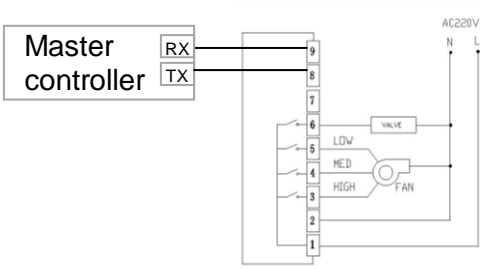 AC220V
N L
Master
controller
RX
TX
9
8
7
6
5
4
3
2
1
VALVE
LOW
MED
HIGH
FAN